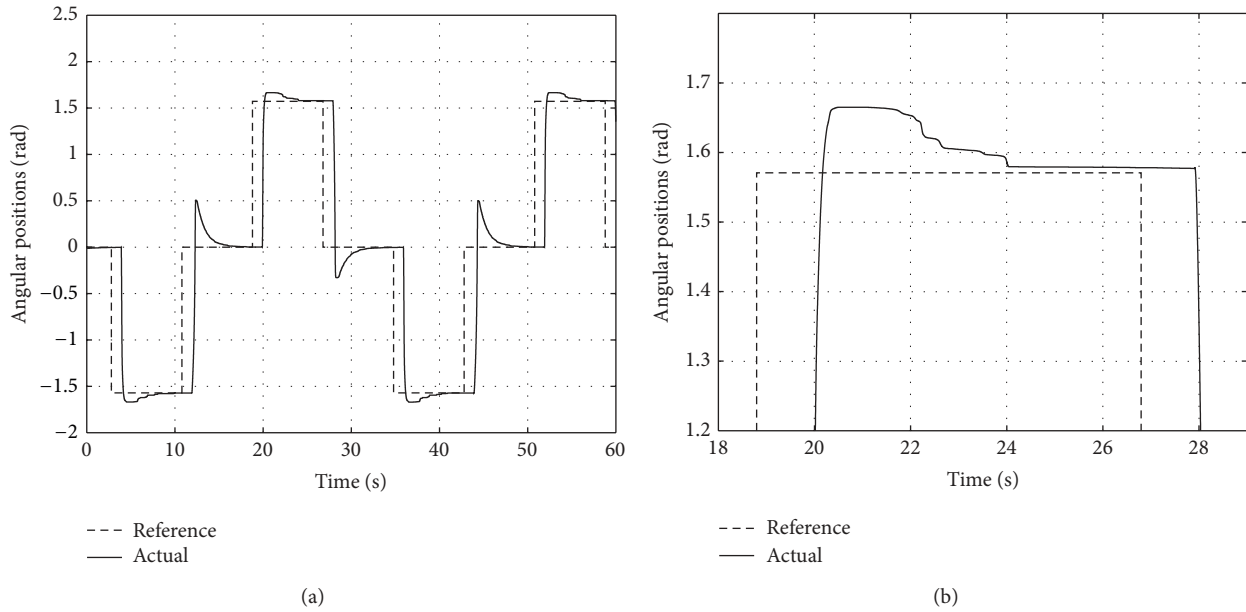 2.5
2
1.5
1
0.5
0
−0.5
−1
−1.5
−2
Angular positions (rad)
0 10 20 30 40 50 60
Time (s)
Reference
Actual
(a)
1.7
1.6
1.5
1.4
1.3
1.2
Angular positions (rad)
18 20 22 24 26 28
Time (s)
Reference
Actual
(b)